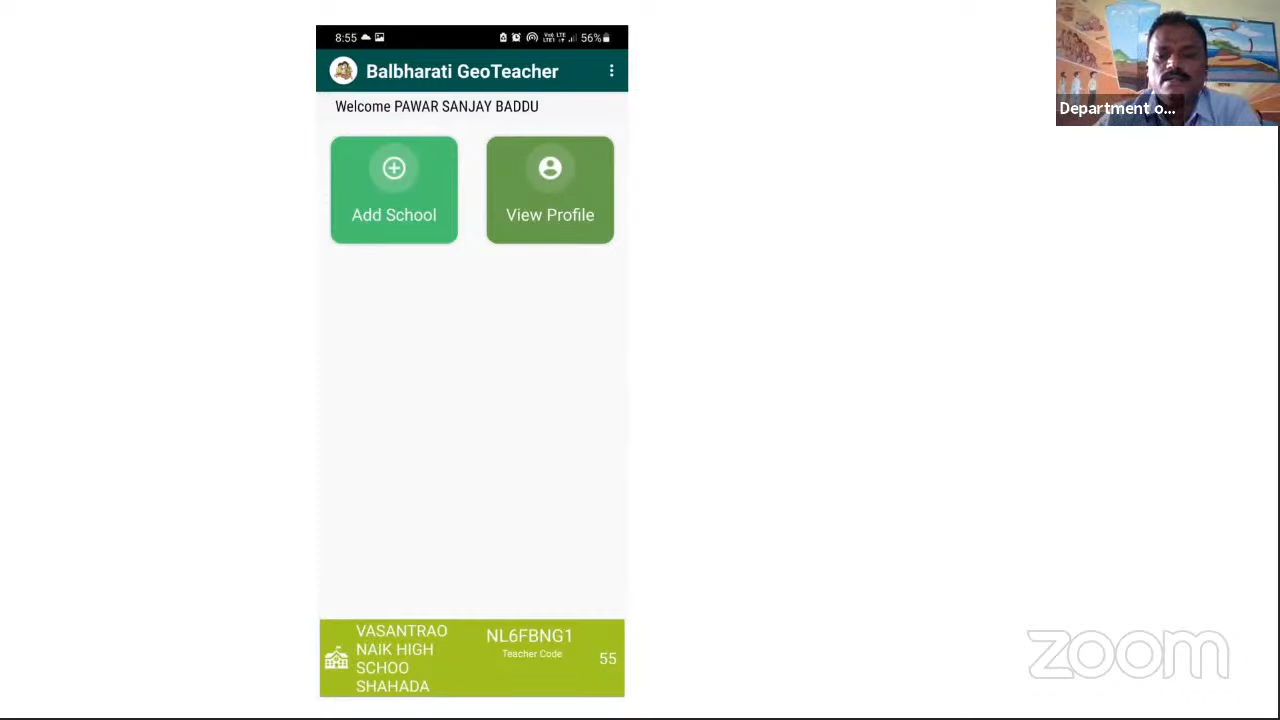 8:55
56%
Balbharati GeoTeacher
Welcome PAWAR SANJAY BADDU
Add School
View Profile
VASANTRAO
NAIK HIGH
SCHOO
SHAHADA
NL6FBNG1
Teacher Code
55
Department o...
zoom